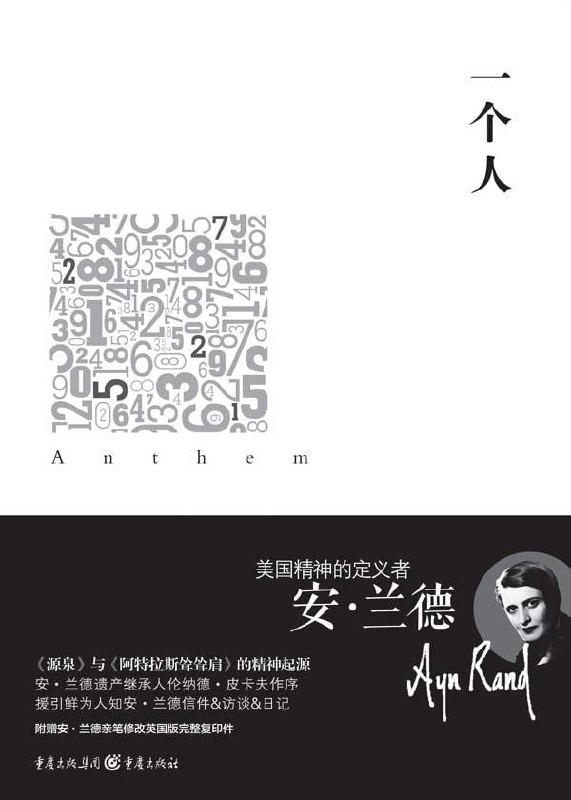 一个人
Anthem
美国精神的定义者
安·兰德
Ayn Rand
《源泉》与《阿特拉斯耸耸肩》的精神起源
安·兰德遗产继承人伦纳德·皮卡夫作序
援引鲜为人知安·兰德信件&访谈&日记
附赠安·兰德亲笔修改英国版完整复印件
重庆出版集团 重庆出版社